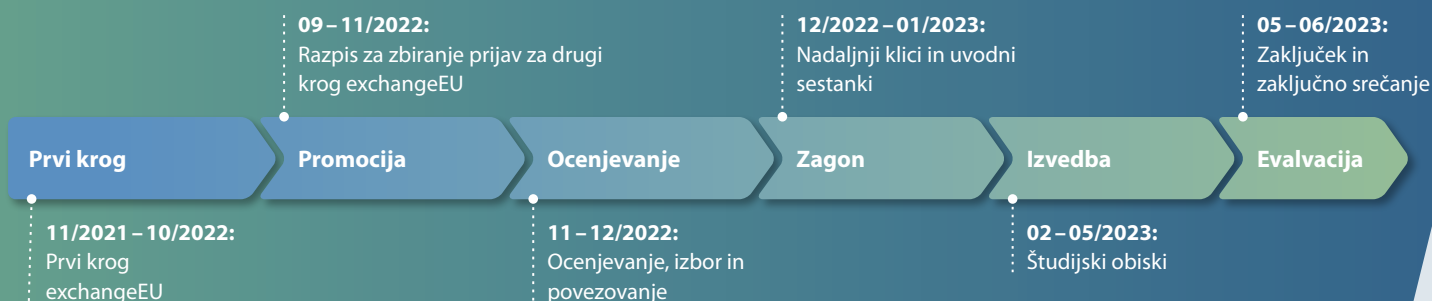 09 – 11/2022:
Razpis za zbiranje prijav za drugi
krog exchangeEU
12/2022 – 01/2023:
Nadaljnji klici in uvodni
sestanki
05 – 06/2023:
Zaključek in
zaključno srečanje
Prvi krog
Promocija
Ocenjevanje
Zagon
Izvedba
Evalvacija
11/2021 – 10/2022:
Prvi krog
exchangeEU
11 – 12/2022:
Ocenjevanje, izbor in
povezovanje
02 – 05/2023:
Študijski obiski